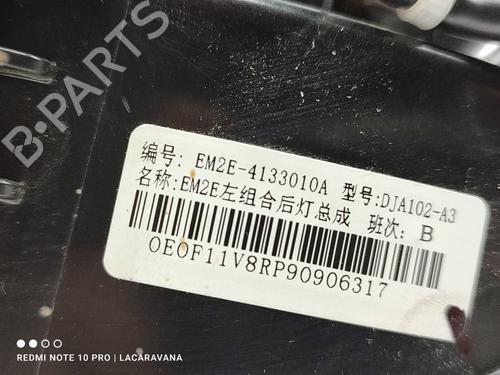 B-PARTS
编号: EM2E-4133010A 型号:DJA102-A3
名称:EM2E左组合后灯总成 班次: B
0E0F11V8RP90906317
REDMI NOTE 10 PRO | LACARAVANA